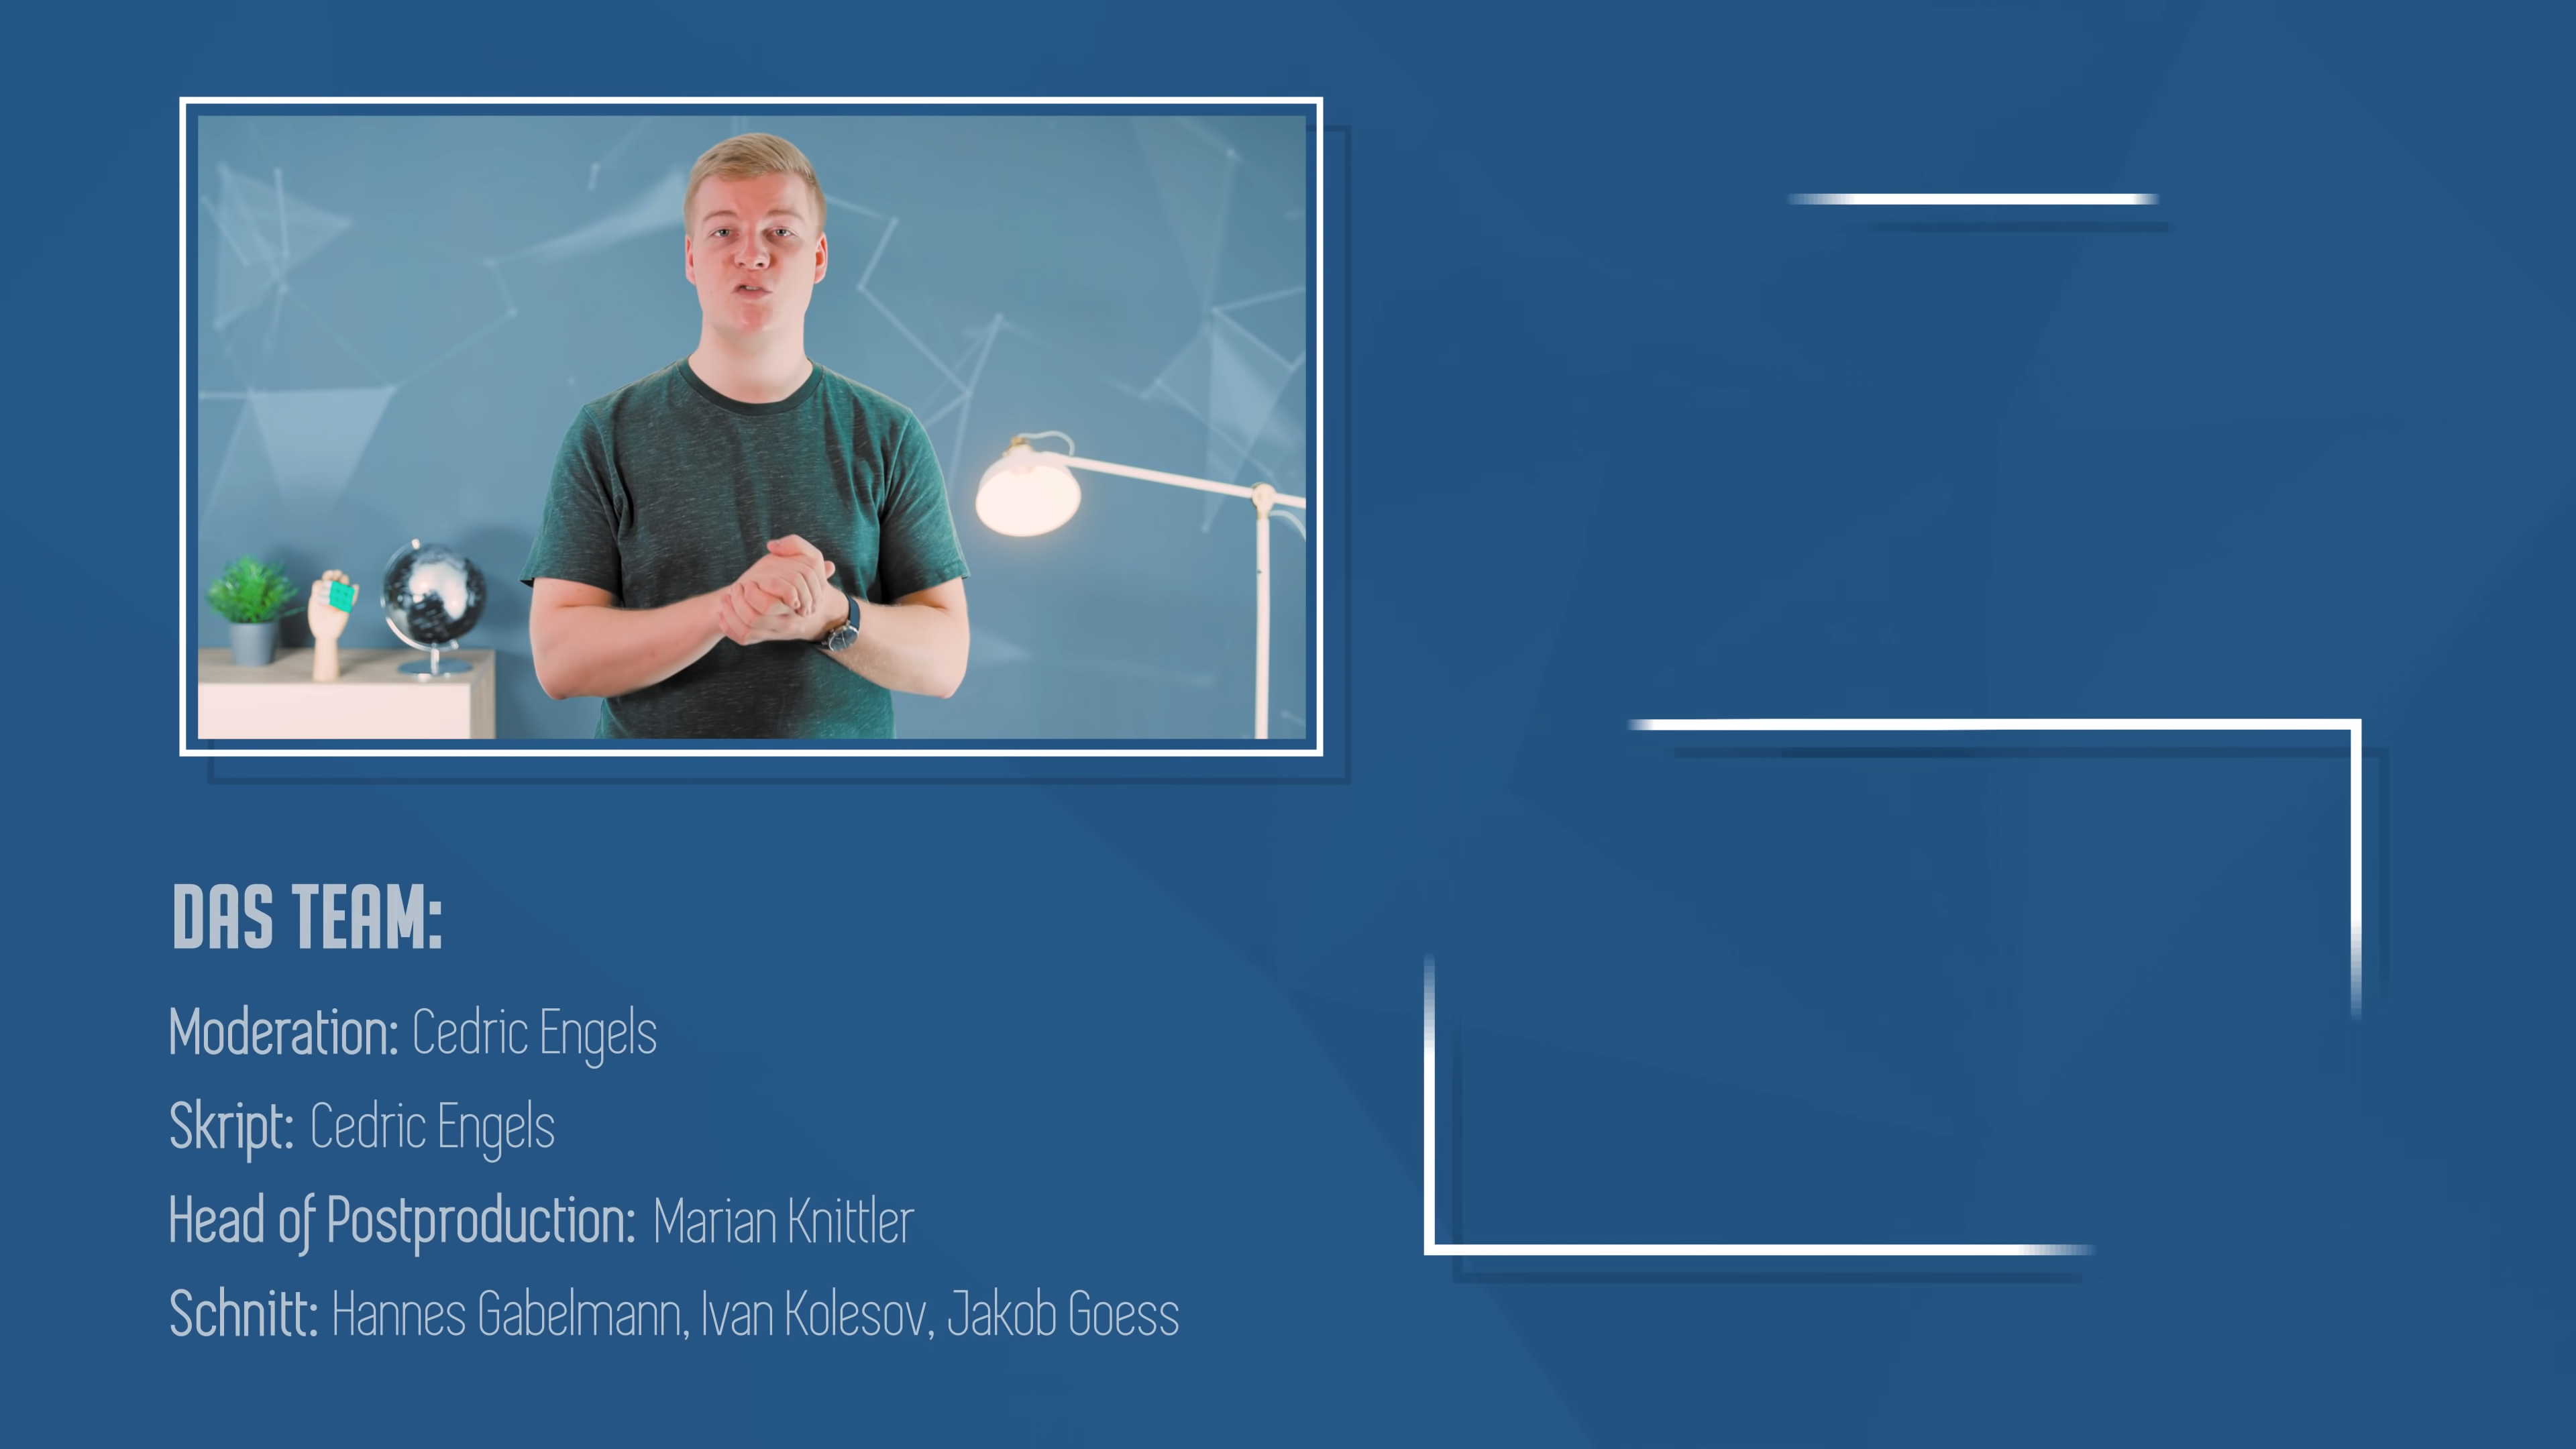 DAS TEAM:
Moderation: Cedric Engels
Skript: Cedric Engels
Head of Postproduction: Marian Knittler
Schnitt: Hannes Gabelmann, Ivan Kolesov, Jakob Goess